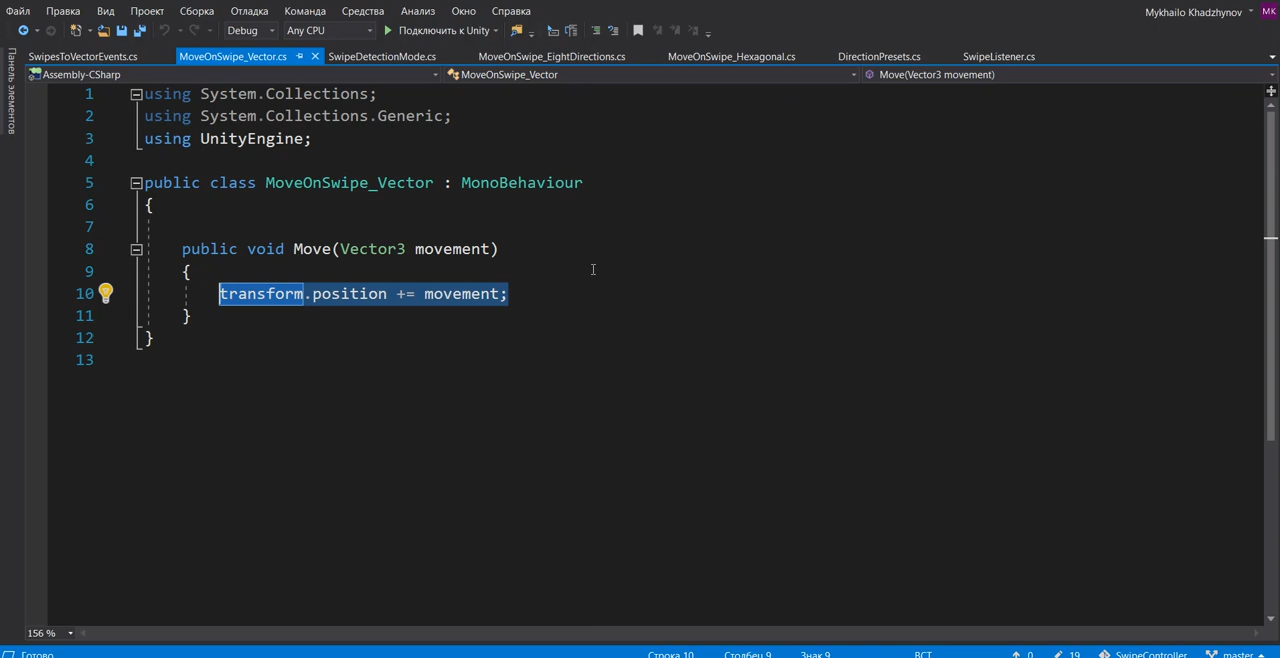 Файл Правка Вид Проект Сборка Отладка Команда Средства Анализ Окно Справка Mykhailo Khadzhynov MK
Debug Any CPU Подключить к Unity
SwipesToVectorEvents.cs MoveOnSwipe_Vector.cs SwipeDetectionMode.cs MoveOnSwipe_EightDirections.cs MoveOnSwipe_Hexagonal.cs DirectionPresets.cs SwipeListener.cs
Панель элементов
Assembly-CSharp MoveOnSwipe_Vector Move(Vector3 movement)
1 using System.Collections;
2 using System.Collections.Generic;
3 using UnityEngine;
4
5 public class MoveOnSwipe_Vector : MonoBehaviour
6 {
7
8 public void Move(Vector3 movement)
9 {
10 transform.position += movement;
11 }
12 }
13
156 %
Готово Строка 10 Столбец 9 Знак 9 ВСТ 0 19 SwipeController master